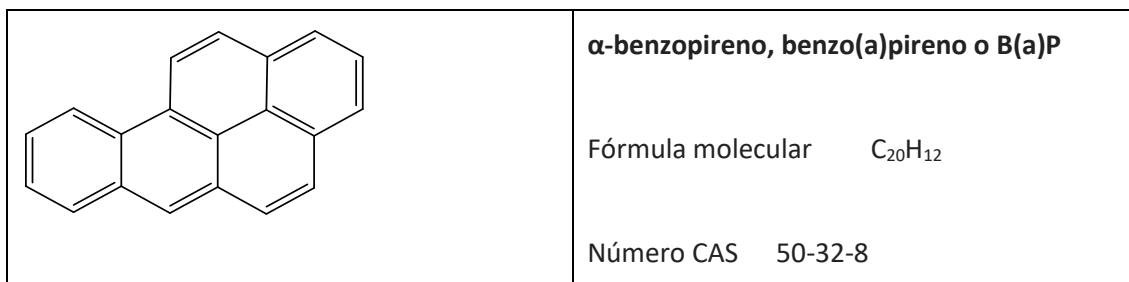 α-benzopireno, benzo(a)pireno o B(a)P
Fórmula molecular C₂₀H₁₂
Número CAS 50-32-8